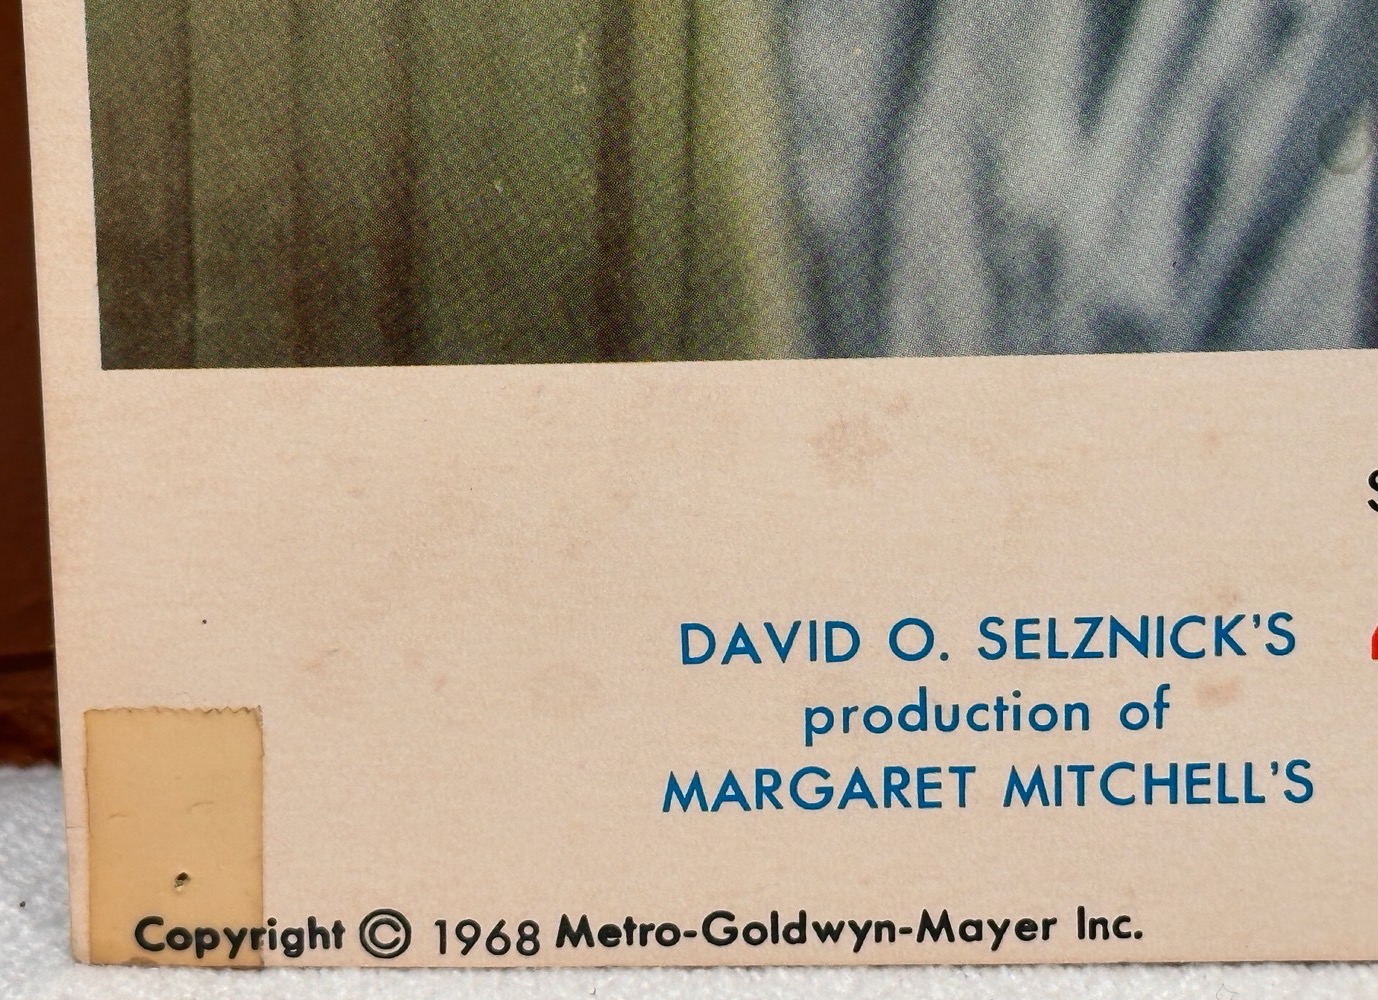 DAVID O. SELZNICK'S
production of
MARGARET MITCHELL'S
Copyright © 1968 Metro-Goldwyn-Mayer Inc.